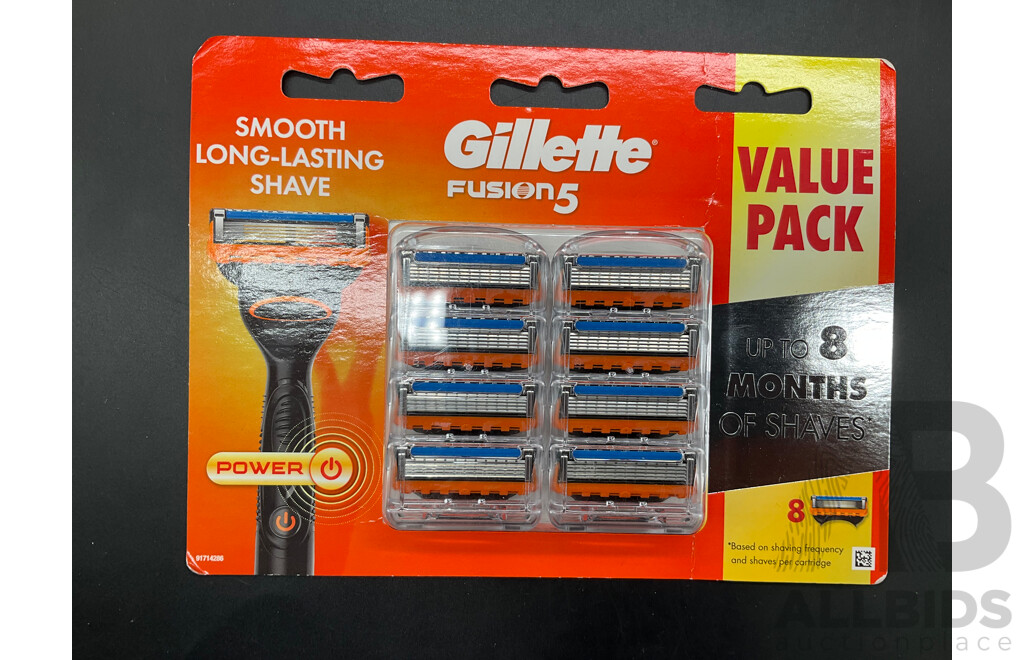 SMOOTH
LONG-LASTING
SHAVE
Gillette®
FUSION5
VALUE
PACK
UP TO 8
MONTHS
OF SHAVES*
POWER
8
*Based on shaving frequency
and shaves per cartridge
91714286
ALLBIDS
auctionplace